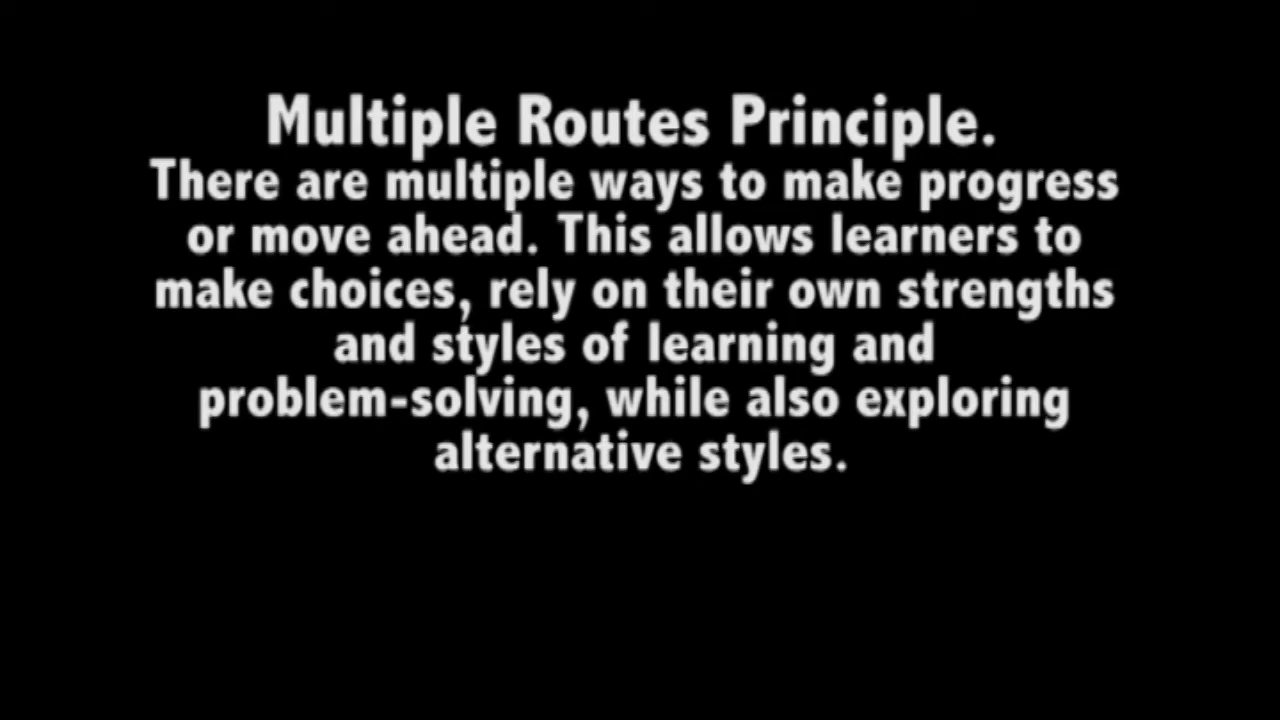 Multiple Routes Principle.
There are multiple ways to make progress
or move ahead. This allows learners to
make choices, rely on their own strengths
and styles of learning and
problem-solving, while also exploring
alternative styles.